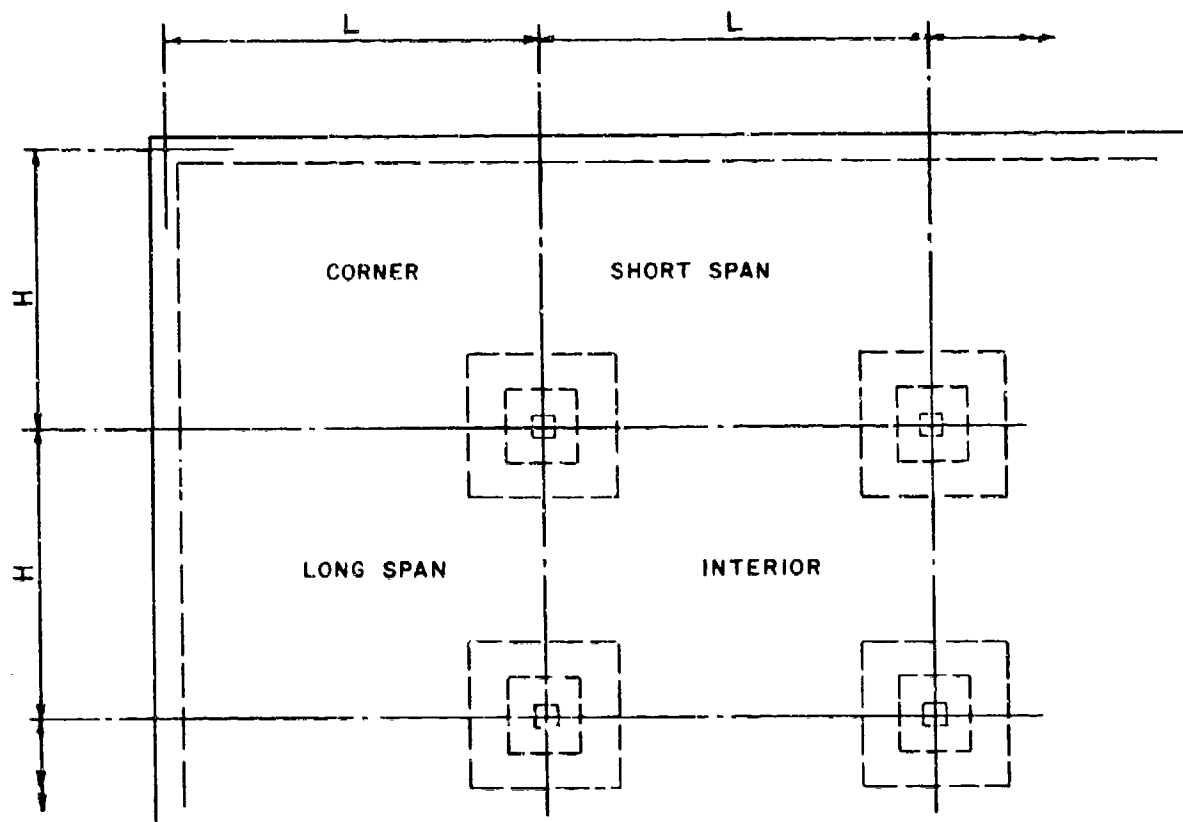 L
L
H
CORNER
SHORT SPAN
H
LONG SPAN
INTERIOR